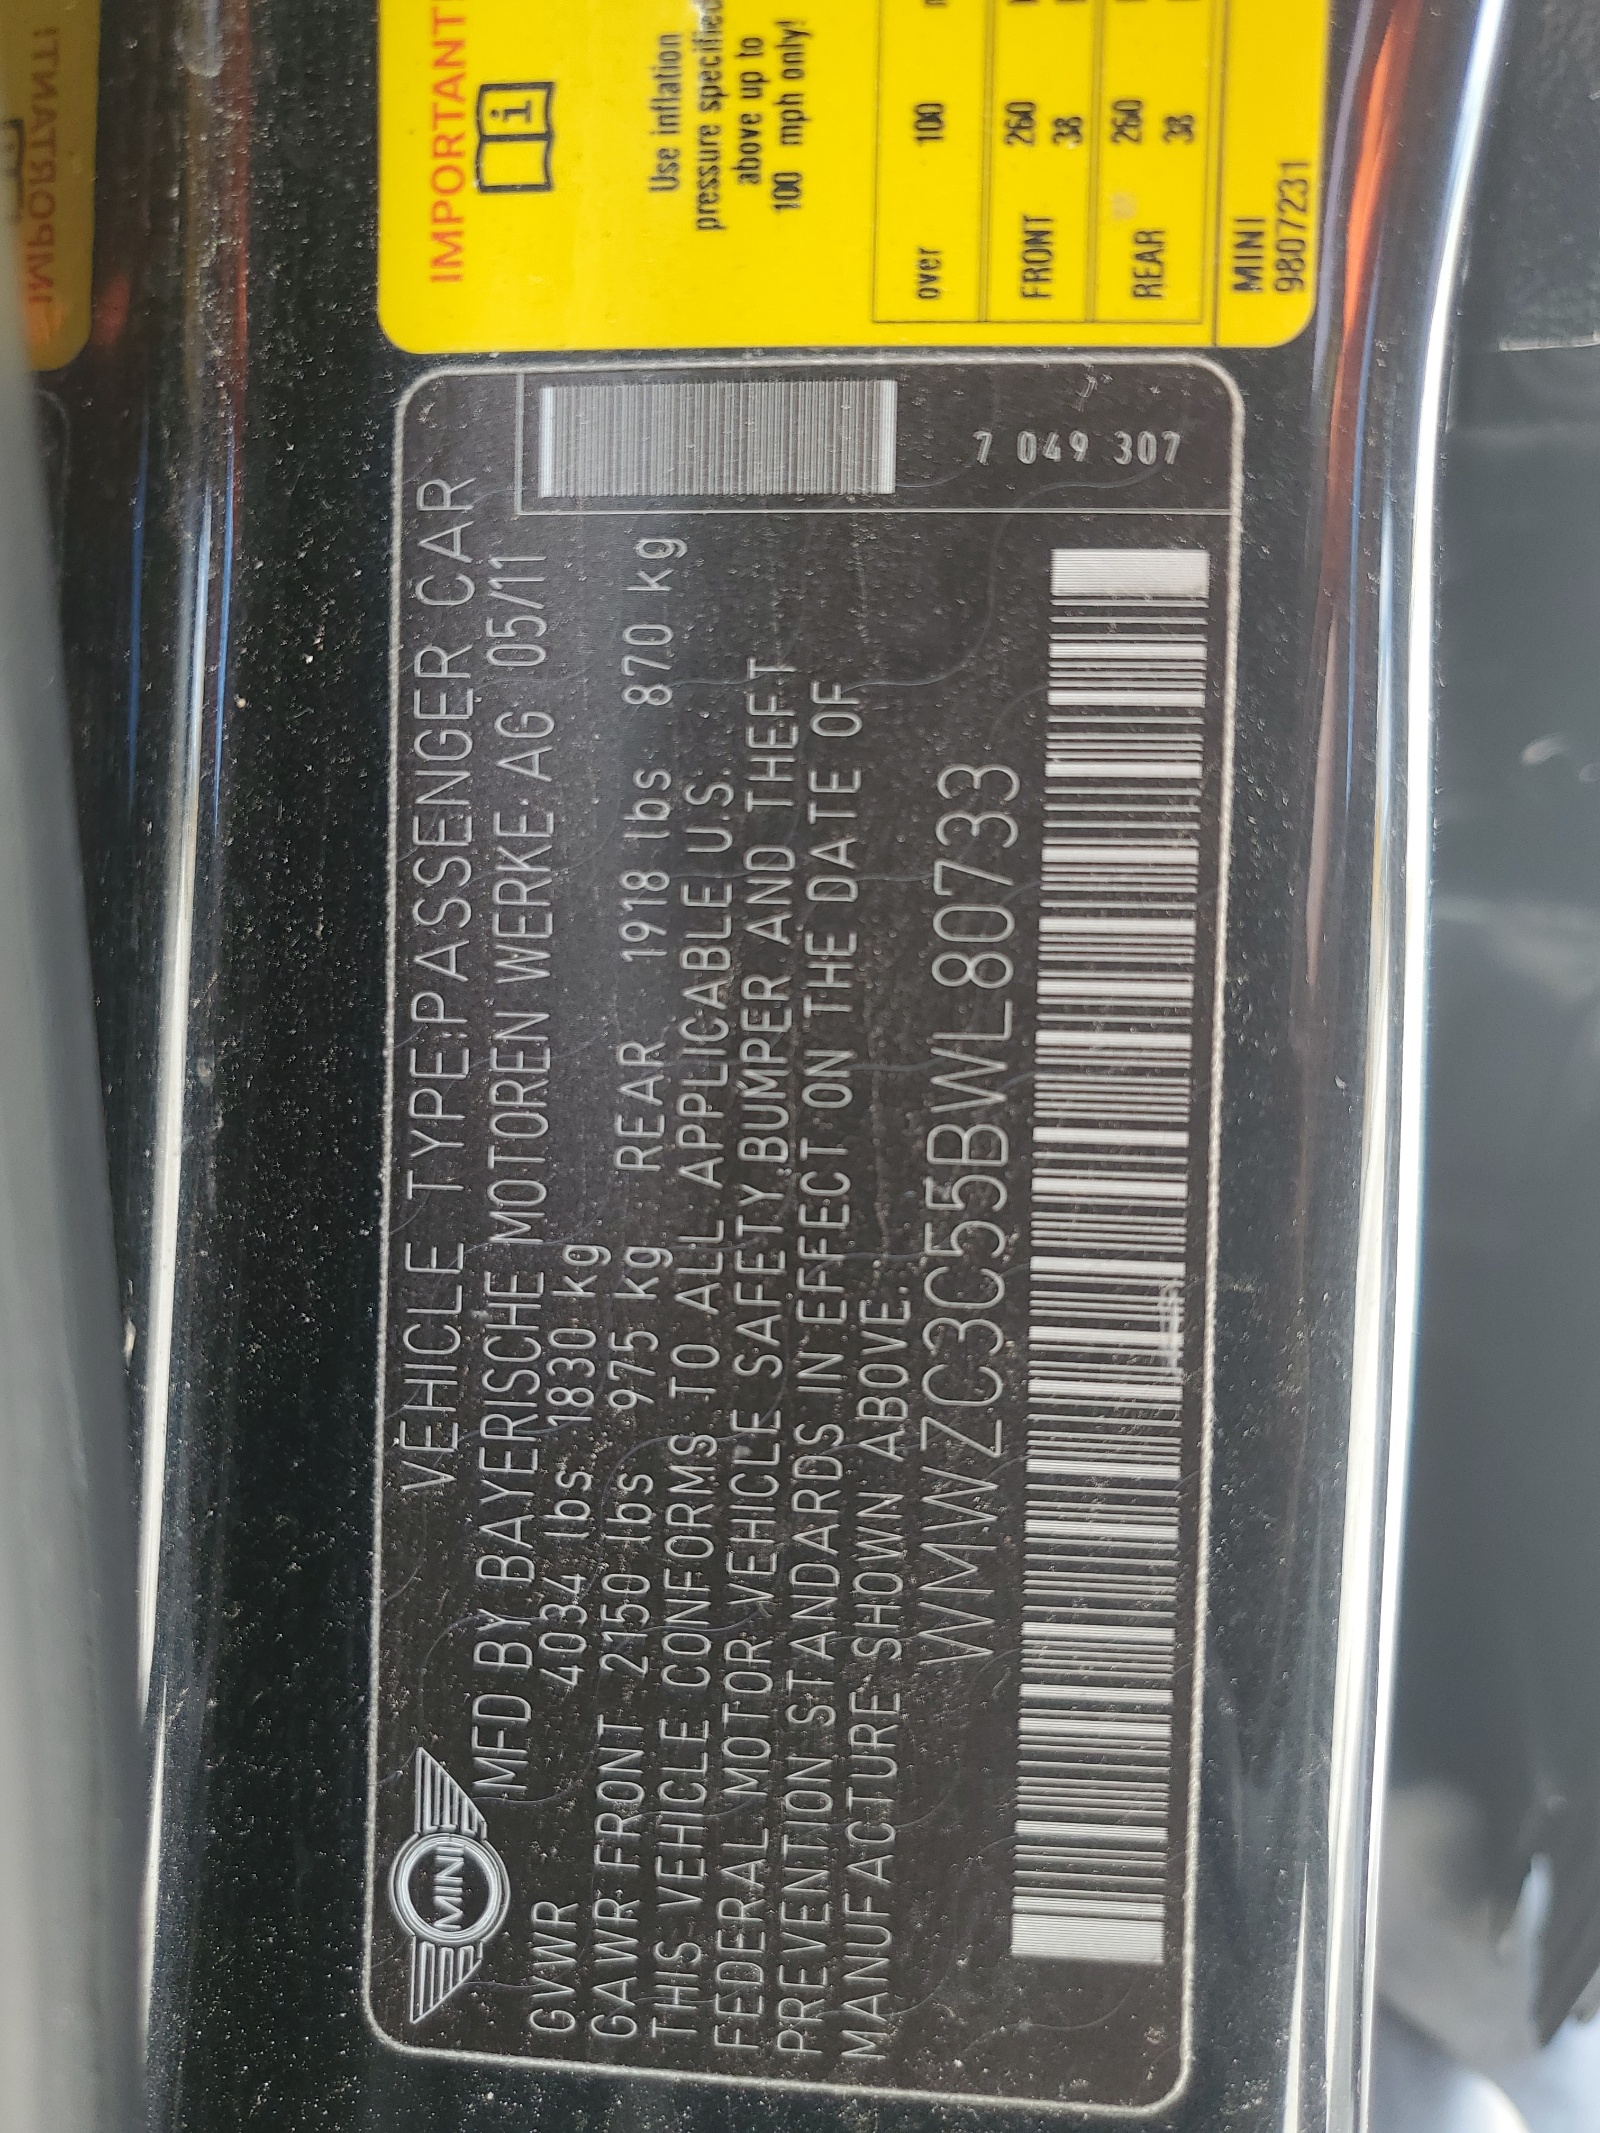 MINI
VEHICLE TYPE:PASSENGER CAR
MFD BY BAYERISCHE MOTOREN WERKE AG 05/11
GVWR 4034 lbs 1830 kg
GAWR FRONT 2150 lbs 975 kg REAR 1918 lbs 870 kg
THIS VEHICLE CONFORMS TO ALL APPLICABLE U.S.
FEDERAL MOTOR VEHICLE SAFETY,BUMPER AND THEFT
PREVENTION STANDARDS IN EFFECT ON THE DATE OF
MANUFACTURE SHOWN ABOVE.
WMWZC3C55BWL80733
7 049 307
IMPORTANT
i
Use inflation
pressure specified
above up to
100 mph only!
over 100
FRONT 260
38
REAR 260
38
MINI
9807231
IMPORTANT